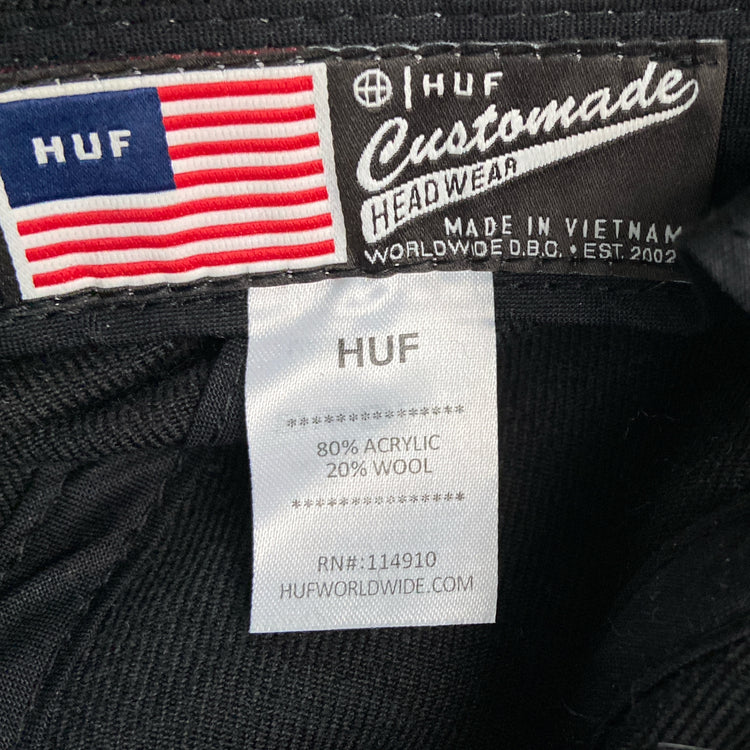 HUF
HUF
Customade
HEADWEAR
MADE IN VIETNAM
WORLDWIDE D.B.C. • EST. 2002
HUF
***************
80% ACRYLIC
20% WOOL
***************
RN#:114910
HUFWORLDWIDE.COM